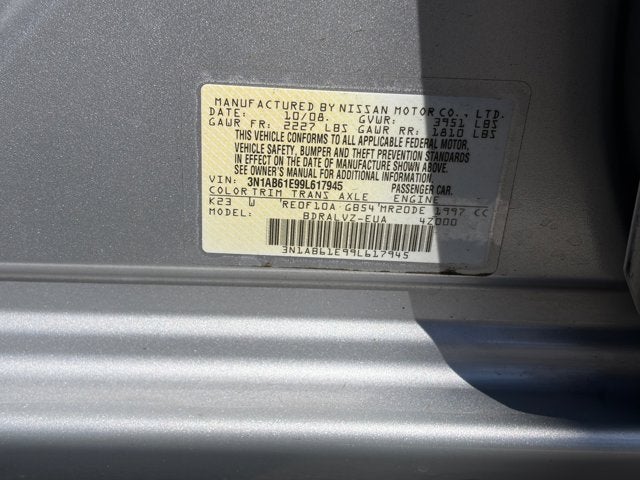 MANUFACTURED BY NISSAN MOTOR CO., LTD.
DATE: 10/08. GVWR: 3951 LBS
GAWR FR: 2227 LBS GAWR RR: 1810 LBS
THIS VEHICLE CONFORMS TO ALL APPLICABLE FEDERAL MOTOR
VEHICLE SAFETY, BUMPER AND THEFT PREVENTION STANDARDS
IN EFFECT ON THE DATE OF MANUFACTURE SHOWN ABOVE.
SEE OWNER'S MANUAL FOR FURTHER DETAILS
VIN: 3N1AB61E99L617945 PASSENGER CAR.
COLOR TRIM TRANS AXLE ENGINE
K23 W RE0F10A GB54 MR20DE 1997 CC
MODEL: BDRALVZ-EUA 4Z000
3N1AB61E99L617945